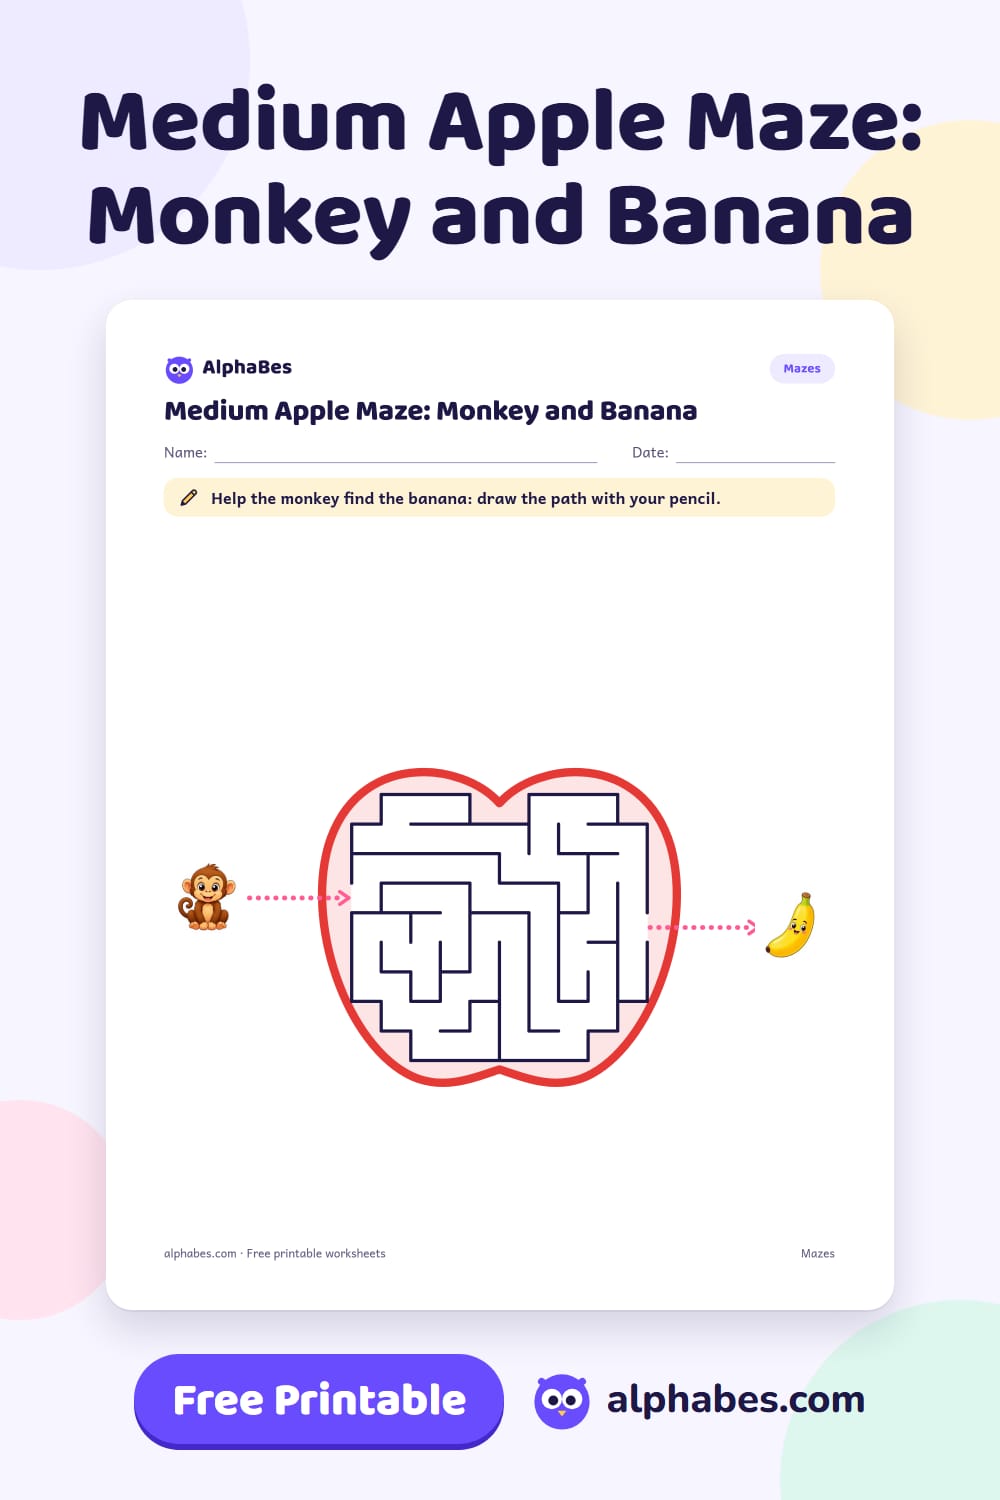 Medium Apple Maze:
Monkey and Banana
AlphaBes
Mazes
Medium Apple Maze: Monkey and Banana
Name:
Date:
Help the monkey find the banana: draw the path with your pencil.
alphabes.com · Free printable worksheets
Mazes
Free Printable
alphabes.com